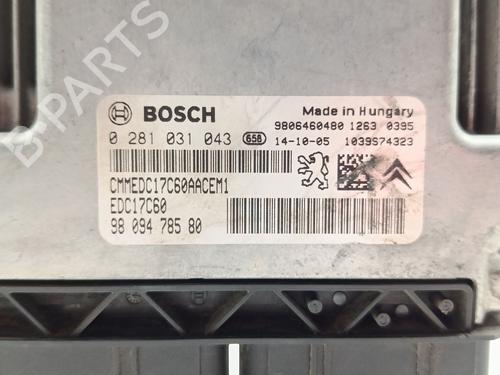 BOSCH
Made in Hungary
9806460480 1263 0395
0 281 031 043 658 14-10-05 1039S74323
CMMEDC17C60AACEM1
EDC17C60
98 094 785 80